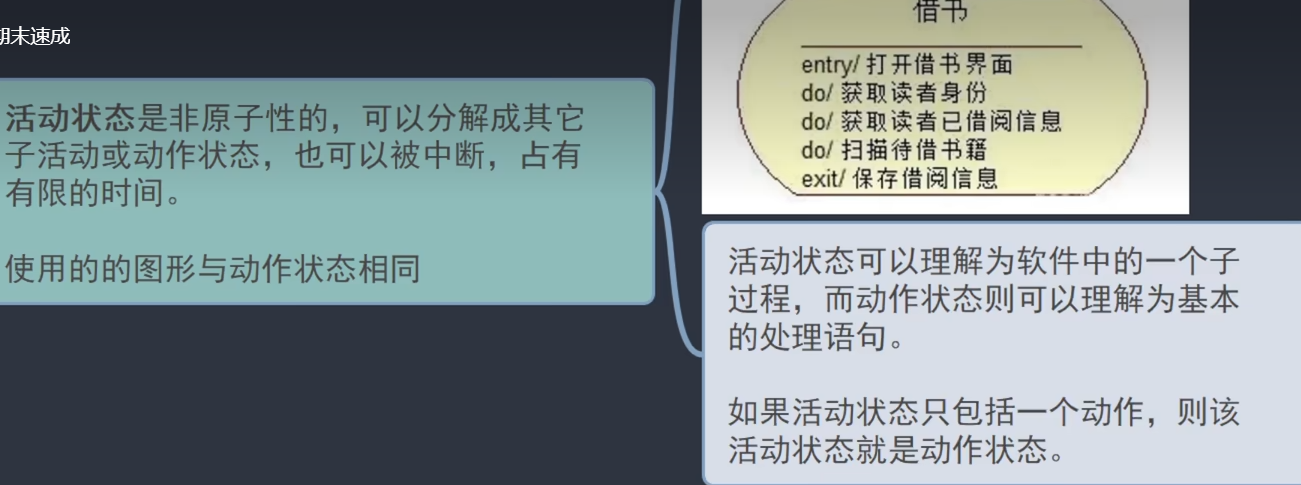 期末速成
活动状态是非原子性的，可以分解成其它
子活动或动作状态，也可以被中断，占有
有限的时间。
使用的的图形与动作状态相同
借书
entry/ 打开借书界面
do/ 获取读者身份
do/ 获取读者已借阅信息
do/ 扫描待借书籍
exit/ 保存借阅信息
活动状态可以理解为软件中的一个子
过程，而动作状态则可以理解为基本
的处理语句。
如果活动状态只包括一个动作，则该
活动状态就是动作状态。